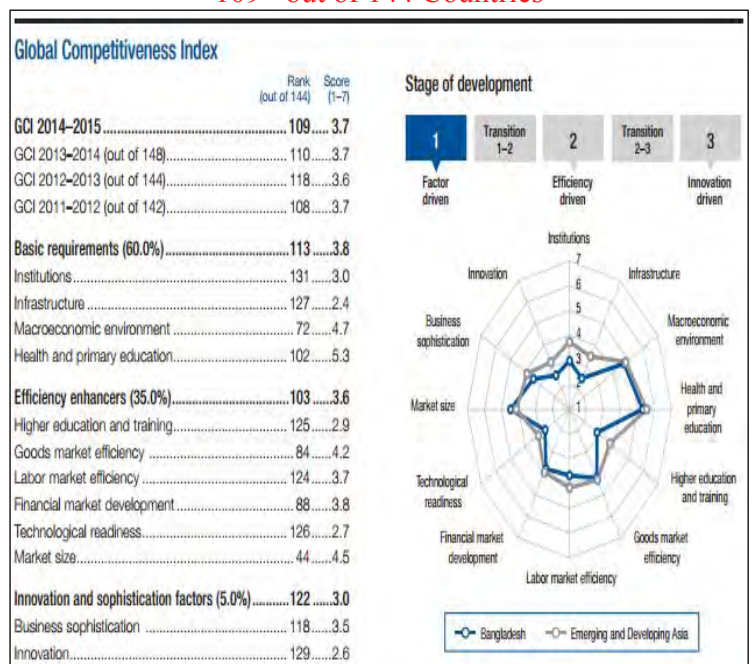 109 out of 144 Countries
Global Competitiveness Index
Rank Score
(out of 144) (1–7)
GCI 2014–2015 109 3.7
GCI 2013–2014 (out of 148) 110 3.7
GCI 2012–2013 (out of 144) 118 3.6
GCI 2011–2012 (out of 142) 108 3.7
Basic requirements (60.0%) 113 3.8
Institutions 131 3.0
Infrastructure 127 2.4
Macroeconomic environment 72 4.7
Health and primary education 102 5.3
Efficiency enhancers (35.0%) 103 3.6
Higher education and training 125 2.9
Goods market efficiency 84 4.2
Labor market efficiency 124 3.7
Financial market development 88 3.8
Technological readiness 126 2.7
Market size 44 4.5
Innovation and sophistication factors (5.0%) 122 3.0
Business sophistication 118 3.5
Innovation 129 2.6
Stage of development
1
Transition
1–2
2
Transition
2–3
3
Factor
driven
Efficiency
driven
Innovation
driven
Institutions
Infrastructure
Macroeconomic
environment
Health and
primary
education
Higher education
and training
Goods market
efficiency
Labor market efficiency
Financial market
development
Technological
readiness
Market size
Business
sophistication
Innovation
7
6
5
4
3
2
1
Bangladesh
Emerging and Developing Asia